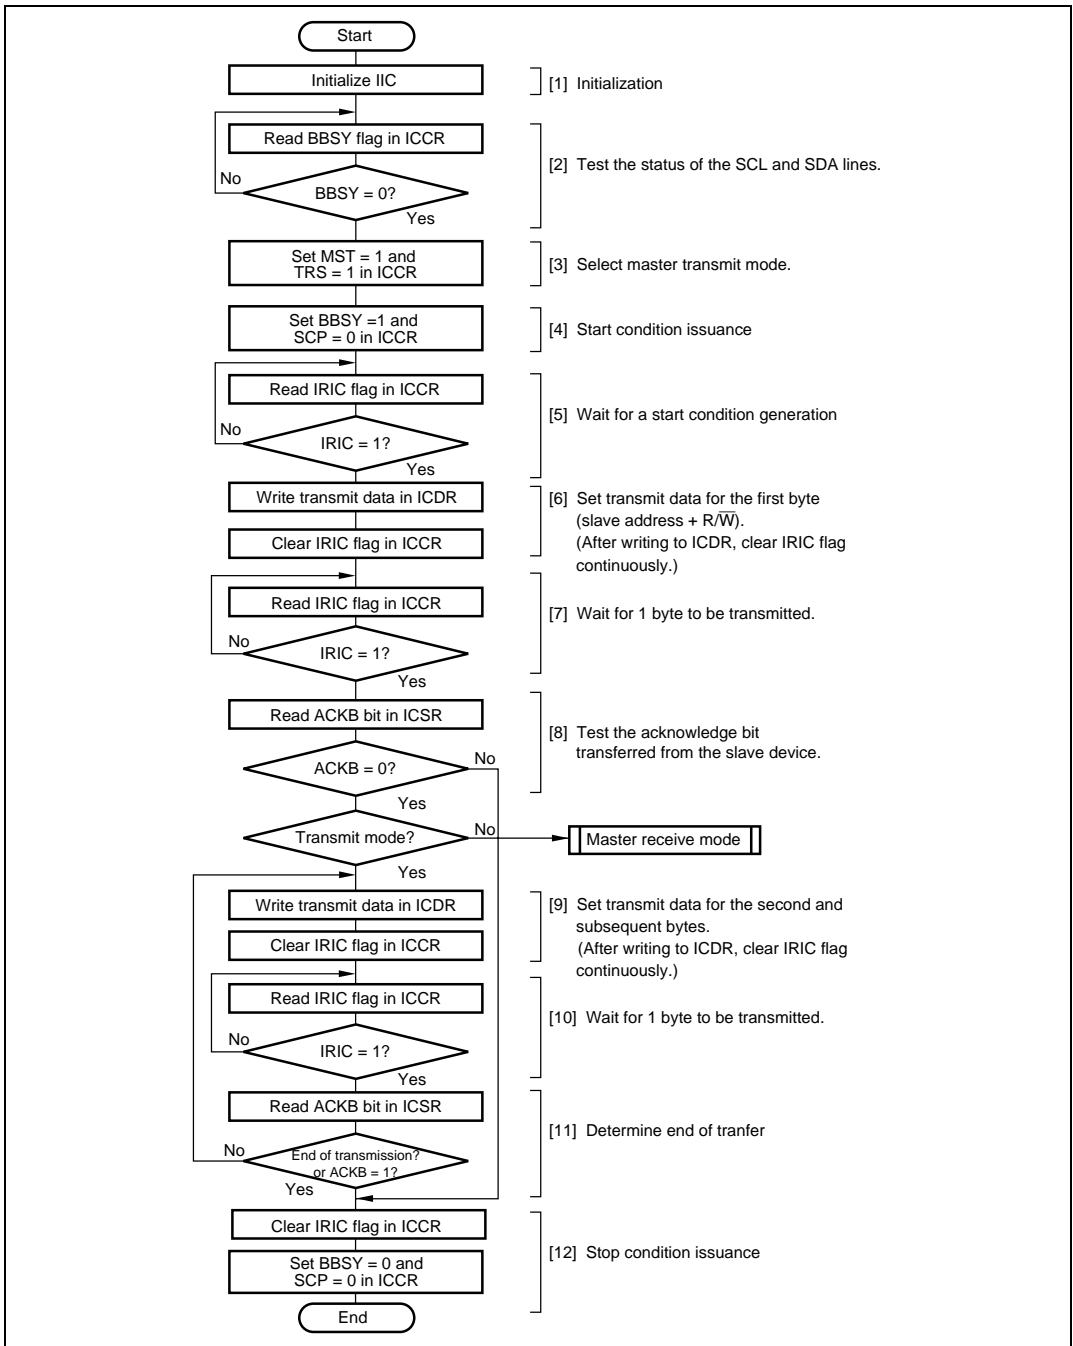 Start
Initialize IIC
[1] Initialization
Read BBSY flag in ICCR
[2] Test the status of the SCL and SDA lines.
No
BBSY = 0?
Yes
Set MST = 1 and
TRS = 1 in ICCR
[3] Select master transmit mode.
Set BBSY =1 and
SCP = 0 in ICCR
[4] Start condition issuance
Read IRIC flag in ICCR
[5] Wait for a start condition generation
No
IRIC = 1?
Yes
Write transmit data in ICDR
[6] Set transmit data for the first byte
(slave address + R/W̅).
(After writing to ICDR, clear IRIC flag
continuously.)
Clear IRIC flag in ICCR
Read IRIC flag in ICCR
[7] Wait for 1 byte to be transmitted.
No
IRIC = 1?
Yes
Read ACKB bit in ICSR
[8] Test the acknowledge bit
transferred from the slave device.
ACKB = 0?
No
Yes
Transmit mode?
No
Master receive mode
Yes
Write transmit data in ICDR
[9] Set transmit data for the second and
subsequent bytes.
(After writing to ICDR, clear IRIC flag
continuously.)
Clear IRIC flag in ICCR
Read IRIC flag in ICCR
[10] Wait for 1 byte to be transmitted.
No
IRIC = 1?
Yes
Read ACKB bit in ICSR
[11] Determine end of tranfer
No
End of transmission?
or ACKB = 1?
Yes
Clear IRIC flag in ICCR
[12] Stop condition issuance
Set BBSY = 0 and
SCP = 0 in ICCR
End